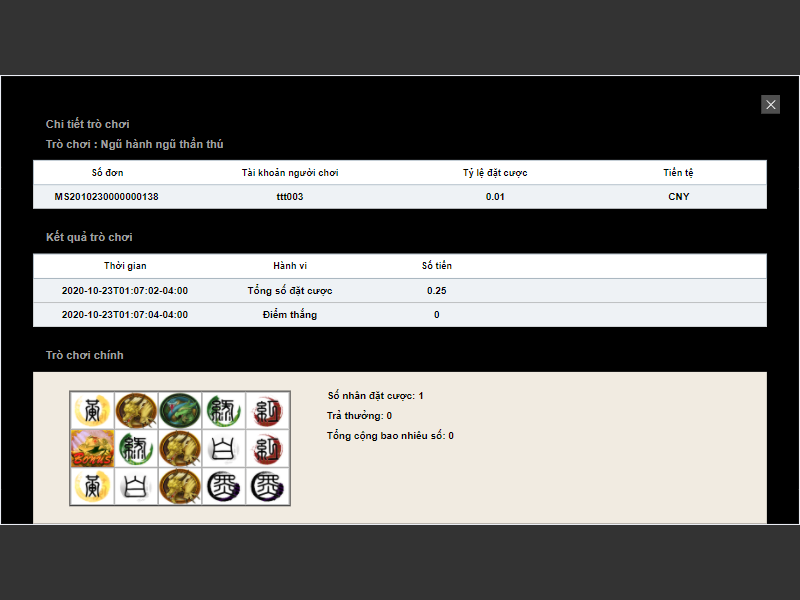 Chi tiết trò chơi
Trò chơi : Ngũ hành ngũ thần thú
Số đơn Tài khoản người chơi Tỷ lệ đặt cược Tiền tệ
MS2010230000000138 ttt003 0.01 CNY
Kết quả trò chơi
Thời gian Hành vi Số tiền
2020-10-23T01:07:02-04:00 Tổng số đặt cược 0.25
2020-10-23T01:07:04-04:00 Điểm thắng 0
Trò chơi chính
Số nhân đặt cược: 1
Trả thưởng: 0
Tổng cộng bao nhiêu số: 0
Bonus